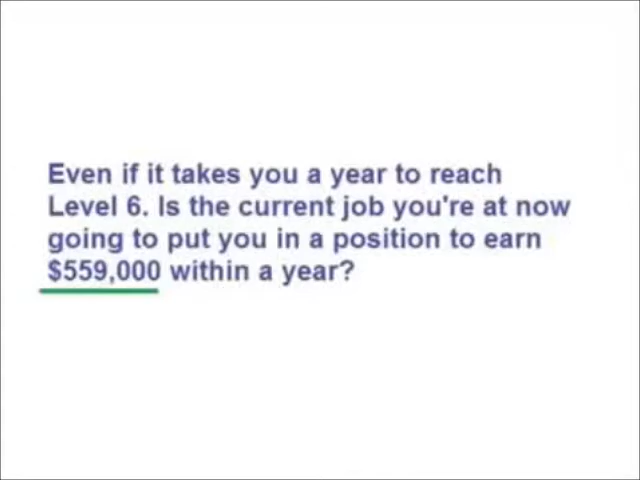 Even if it takes you a year to reach
Level 6. Is the current job you're at now
going to put you in a position to earn
$559,000 within a year?